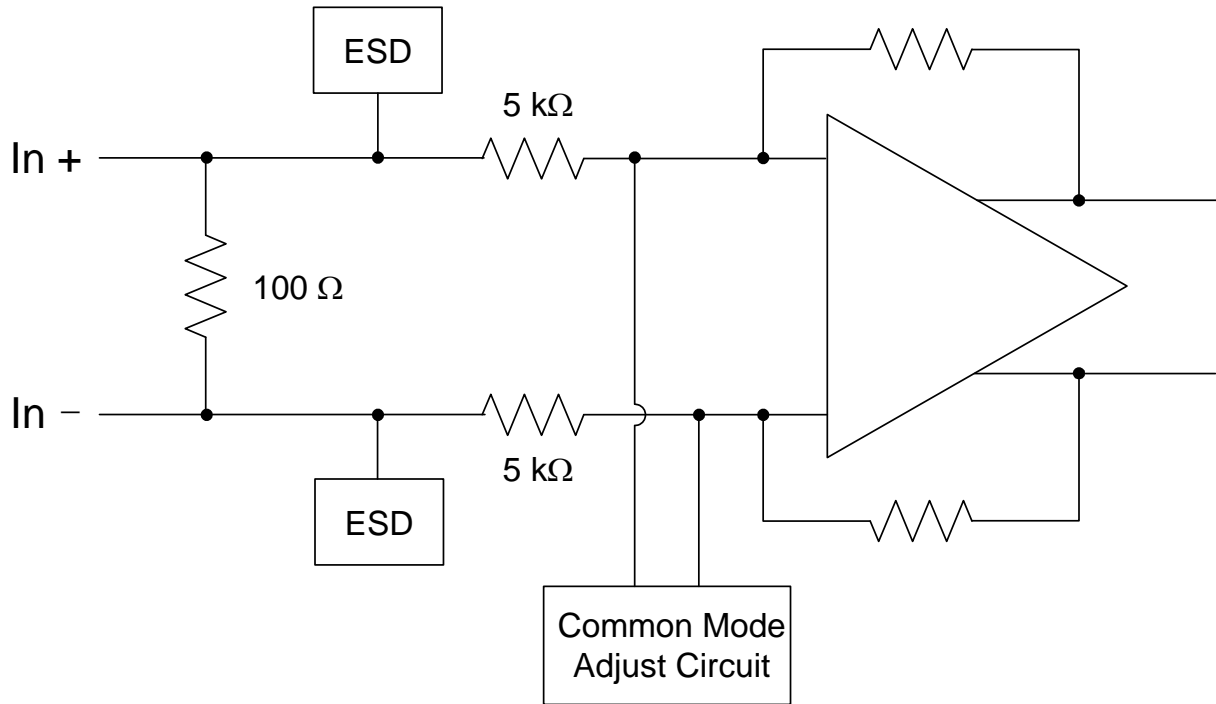 ESD
5 kΩ
In +
100 Ω
In −
5 kΩ
ESD
Common Mode
Adjust Circuit